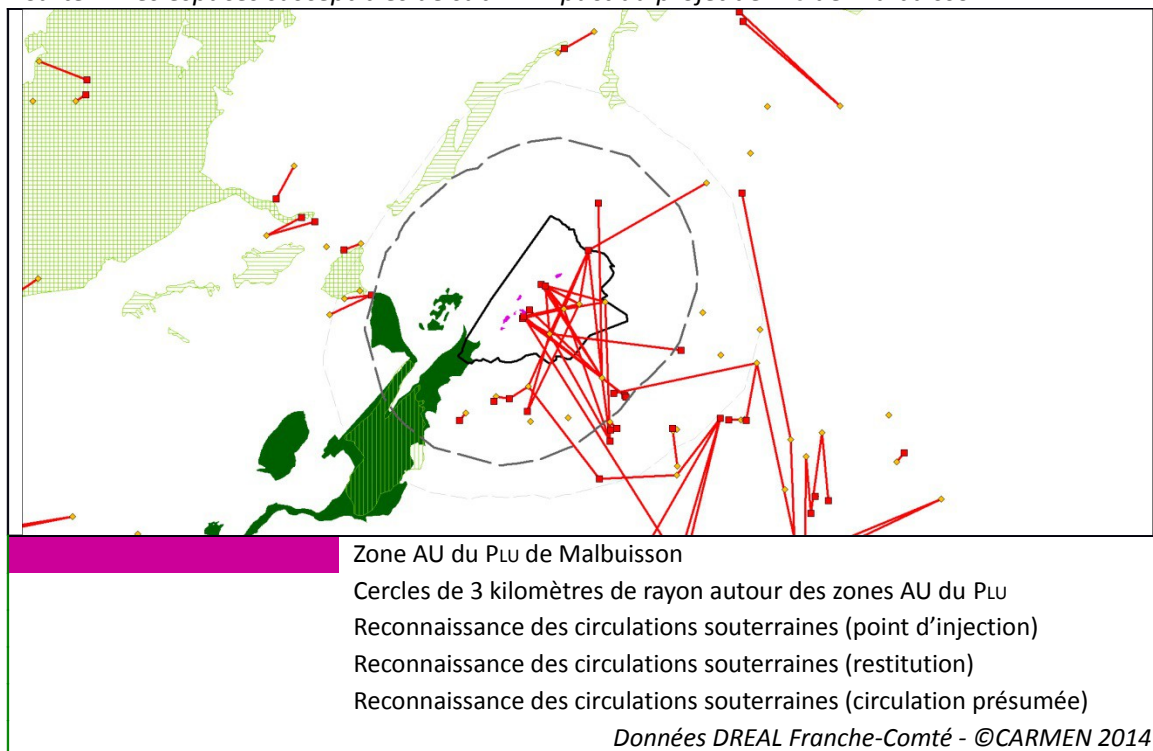 Zone AU du PLU de Malbuisson
Cercles de 3 kilomètres de rayon autour des zones AU du PLU
Reconnaissance des circulations souterraines (point d’injection)
Reconnaissance des circulations souterraines (restitution)
Reconnaissance des circulations souterraines (circulation présumée)
Données DREAL Franche-Comté - ©CARMEN 2014